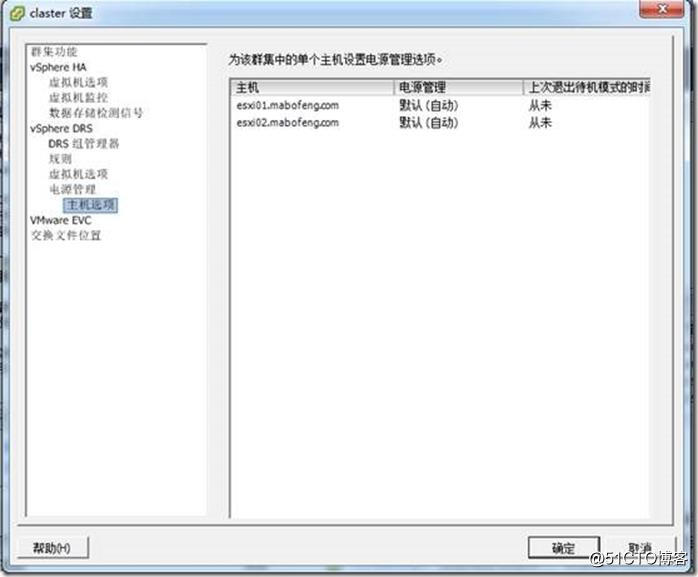 claster 设置
群集功能
vSphere HA
虚拟机选项
虚拟机监控
数据存储检测信号
vSphere DRS
DRS 组管理器
规则
虚拟机选项
电源管理
主机选项
VMware EVC
交换文件位置
为该群集中的单个主机设置电源管理选项。
主机 电源管理 上次退出待机模式的时间
esxi01.mabofeng.com 默认 (自动) 从未
esxi02.mabofeng.com 默认 (自动) 从未
帮助(H) 确定 取消
@51CTO博客